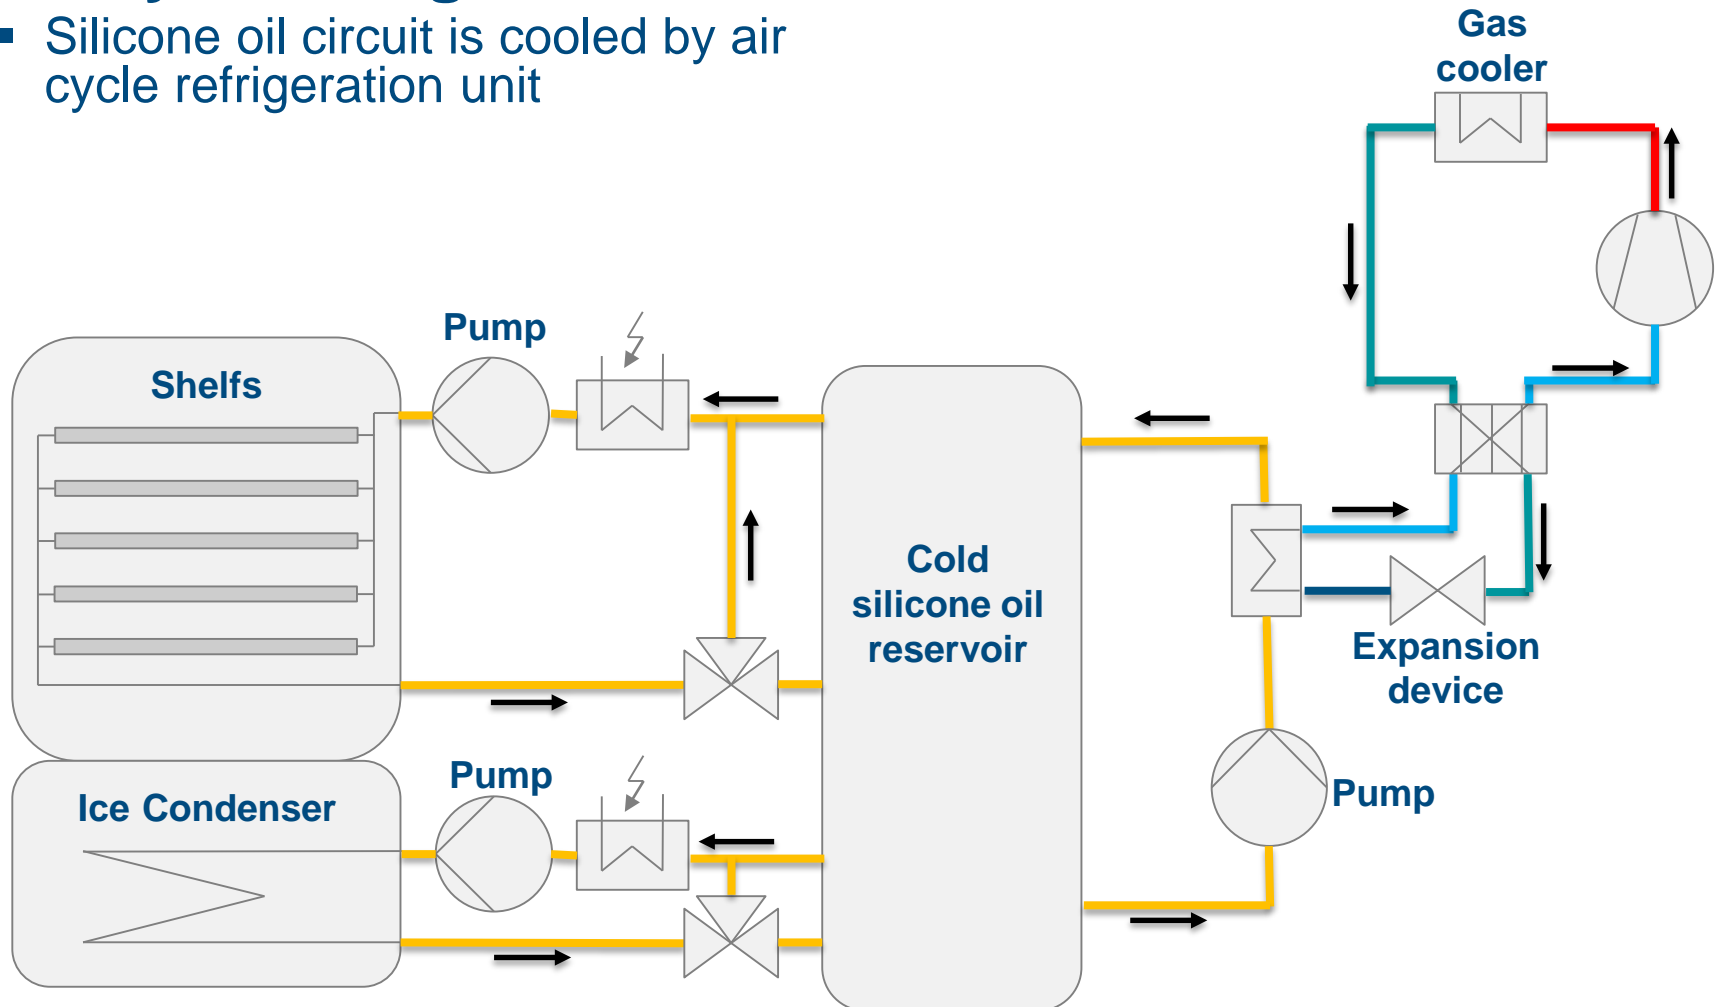 Silicone oil circuit is cooled by air
cycle refrigeration unit
Gas
cooler
Pump
Shelfs
Cold
silicone oil
reservoir
Expansion
device
Pump
Ice Condenser
Pump